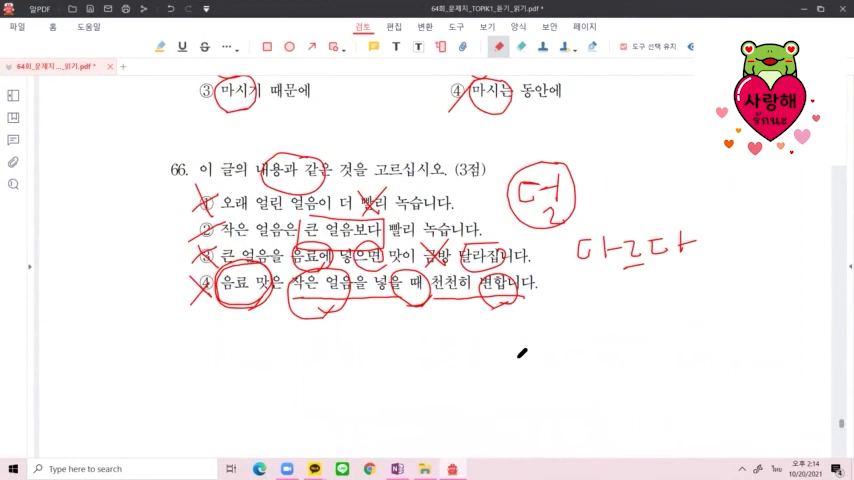 알PDF
64회_문제지_TOPIK1_듣기_읽기.pdf *
파일 홈 도움말 검토 편집 변환 도구 보기 양식 보안 페이지
도구 선택 유지
64회_문제지_..._읽기.pdf *
③ 마시기 때문에 ④ 마시는 동안에
사랑해
รักนะ
66. 이 글의 내용과 같은 것을 고르십시오. (3점)
① 오래 얼린 얼음이 더 빨리 녹습니다.
② 작은 얼음은 큰 얼음보다 빨리 녹습니다.
③ 큰 얼음을 음료에 넣으면 맛이 금방 달라집니다.
④ 음료 맛은 작은 얼음을 넣을 때 천천히 변합니다.
덜
다르다
Type here to search
ไทย
오후 2:14
10/20/2021